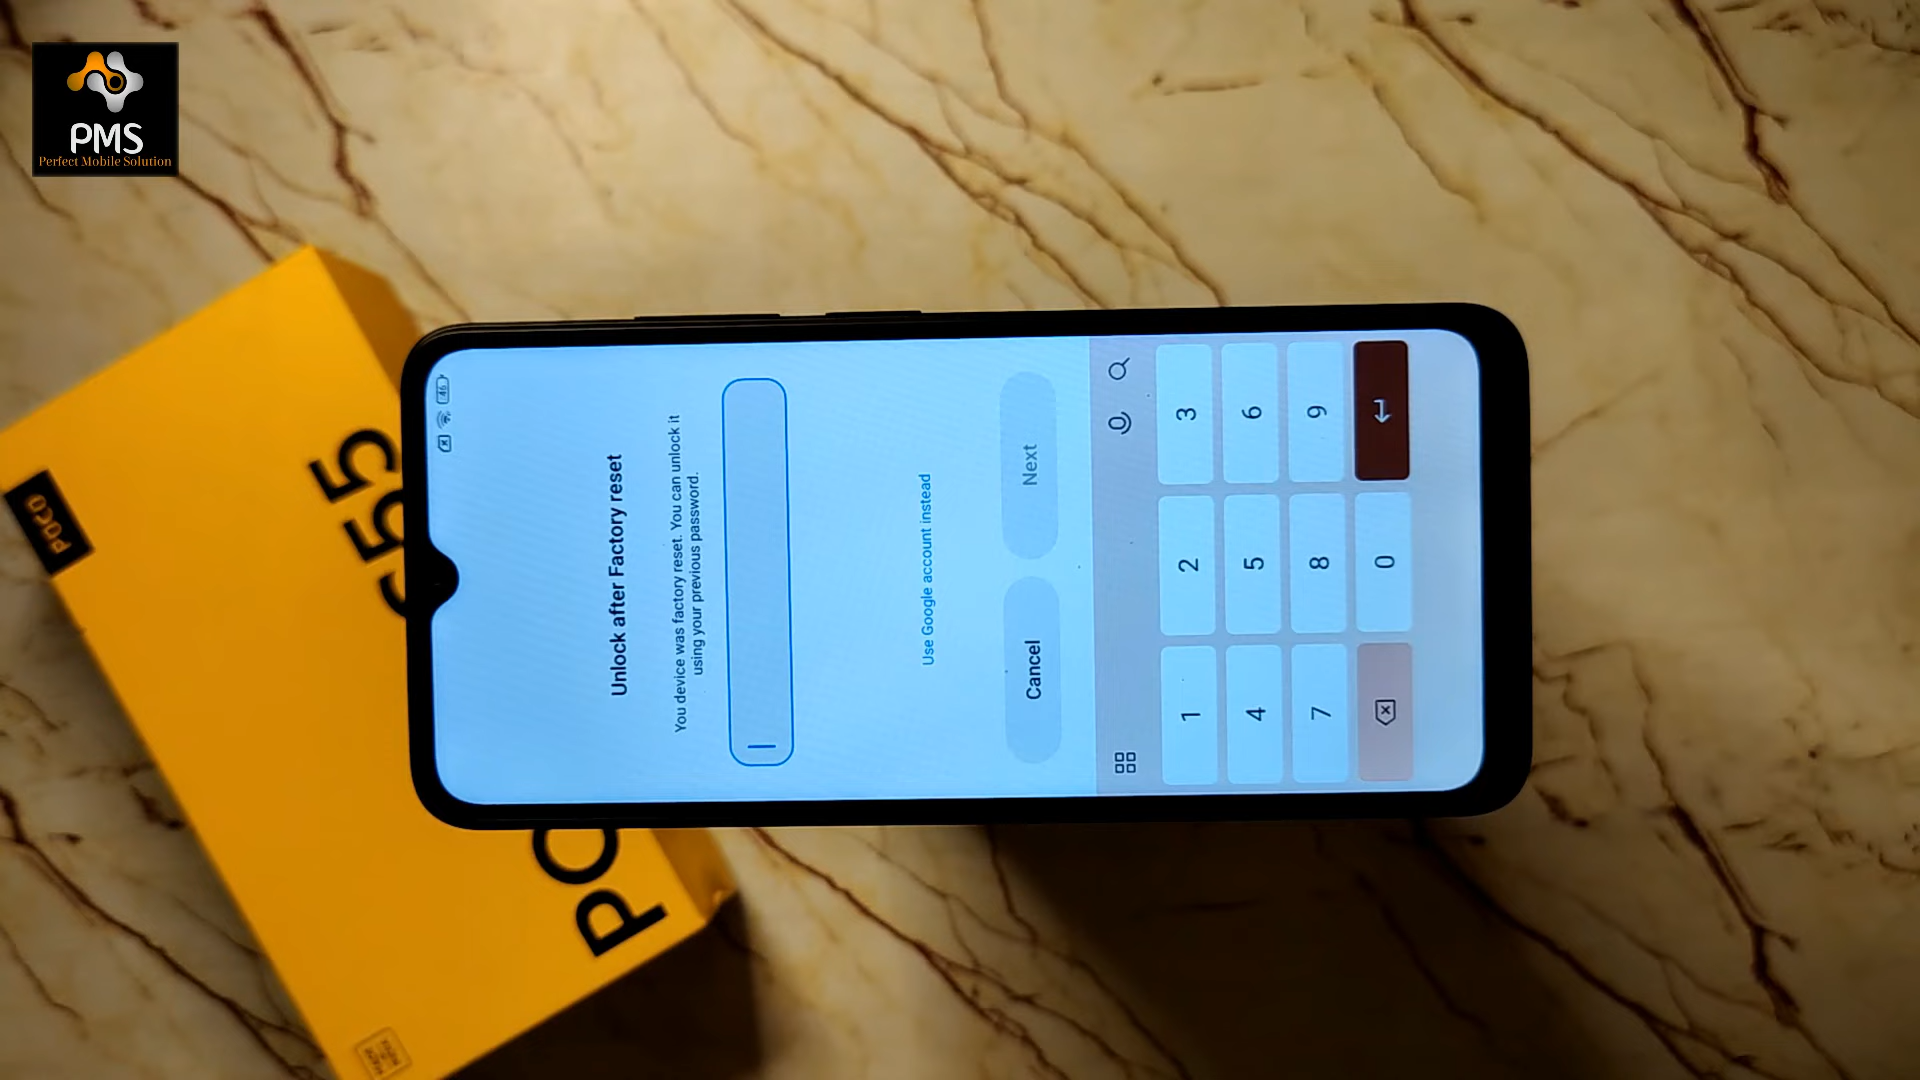 PMS
Perfect Mobile Solution
POCO
C55
46
Unlock after Factory reset
You device was factory reset. You can unlock it
using your previous password.
Use Google account instead
Cancel Next
1 2 3
4 5 6
7 8 9
0